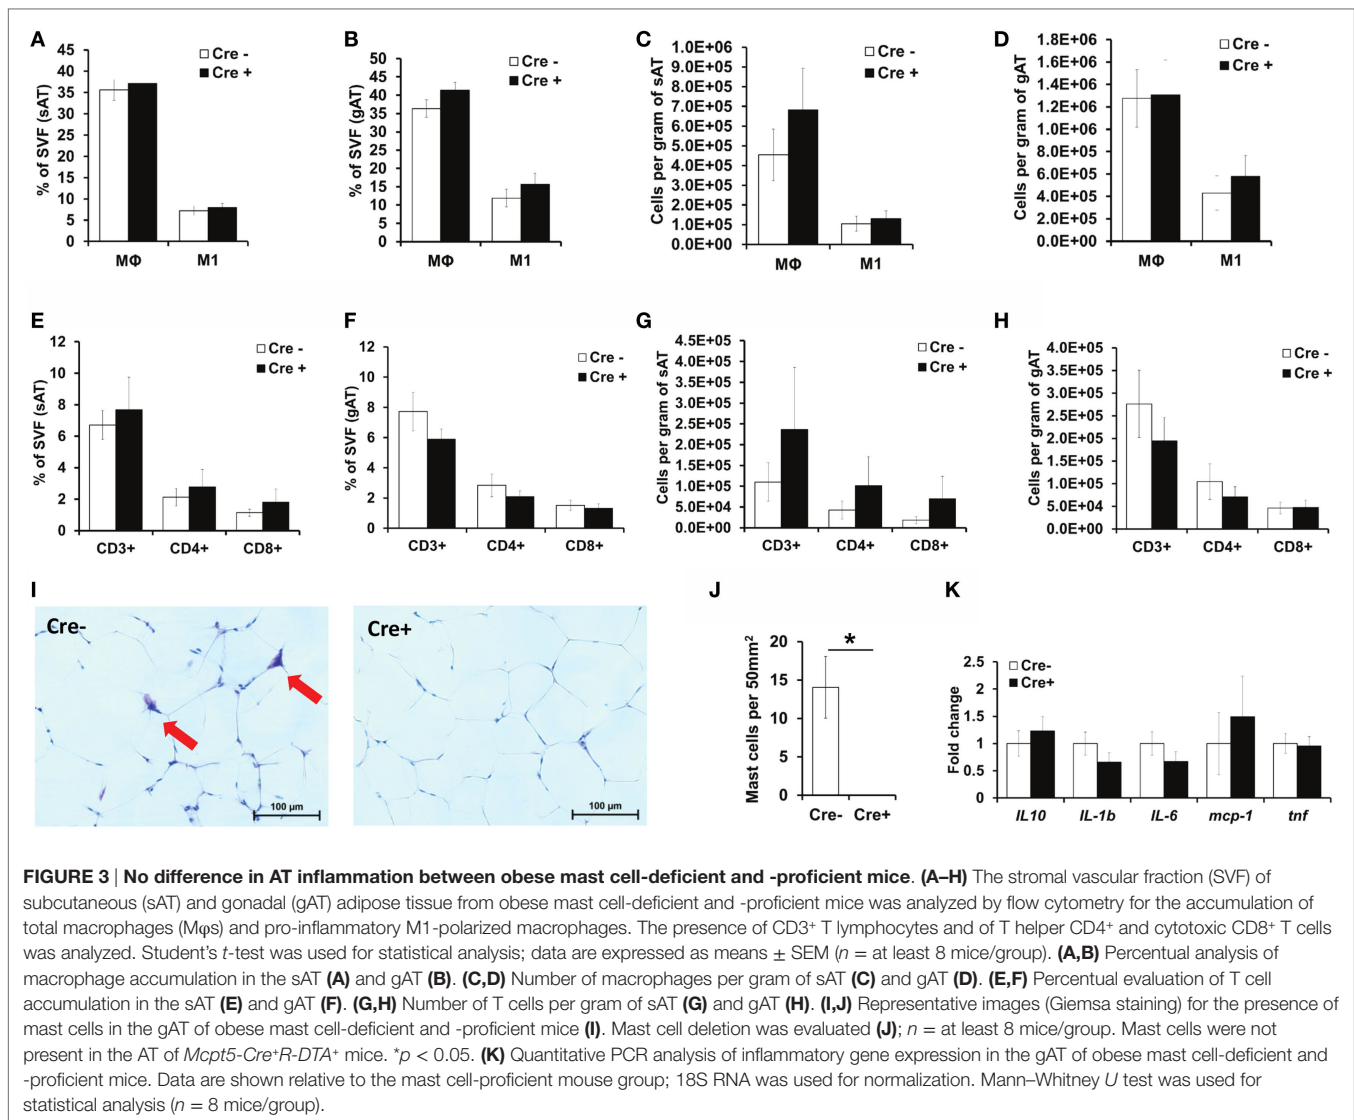 A
45
40
35
30
25
20
15
10
5
0
% of SVF (sAT)
Cre -
Cre +
MΦ M1
B
50
45
40
35
30
25
20
15
10
5
0
% of SVF (gAT)
Cre -
Cre +
MΦ M1
C
1.0E+06
9.0E+05
8.0E+05
7.0E+05
6.0E+05
5.0E+05
4.0E+05
3.0E+05
2.0E+05
1.0E+05
0.0E+00
Cells per gram of sAT
Cre -
Cre +
MΦ M1
D
1.8E+06
1.6E+06
1.4E+06
1.2E+06
1.0E+06
8.0E+05
6.0E+05
4.0E+05
2.0E+05
0.0E+00
Cells per gram of gAT
Cre -
Cre +
MΦ M1
E
12
10
8
6
4
2
0
% of SVF (sAT)
Cre -
Cre +
CD3+ CD4+ CD8+
F
12
10
8
6
4
2
0
% of SVF (gAT)
Cre -
Cre +
CD3+ CD4+ CD8+
G
4.5E+05
4.0E+05
3.5E+05
3.0E+05
2.5E+05
2.0E+05
1.5E+05
1.0E+05
5.0E+04
0.0E+00
Cells per gram of sAT
Cre -
Cre +
CD3+ CD4+ CD8+
H
4.0E+05
3.5E+05
3.0E+05
2.5E+05
2.0E+05
1.5E+05
1.0E+05
5.0E+04
0.0E+00
Cells per gram of gAT
Cre -
Cre +
CD3+ CD4+ CD8+
I
Cre-
100 µm
Cre+
100 µm
J
20
15
10
5
0
Mast cells per 50mm²
*
Cre- Cre+
K
2.5
2
1.5
1
0.5
0
Fold change
Cre-
Cre+
IL10 IL-1b IL-6 mcp-1 tnf
FIGURE 3 | No difference in AT inflammation between obese mast cell-deficient and -proficient mice. (A–H) The stromal vascular fraction (SVF) of
subcutaneous (sAT) and gonadal (gAT) adipose tissue from obese mast cell-deficient and -proficient mice was analyzed by flow cytometry for the accumulation of
total macrophages (Mφs) and pro-inflammatory M1-polarized macrophages. The presence of CD3⁺ T lymphocytes and of T helper CD4⁺ and cytotoxic CD8⁺ T cells
was analyzed. Student's t-test was used for statistical analysis; data are expressed as means ± SEM (n = at least 8 mice/group). (A,B) Percentual analysis of
macrophage accumulation in the sAT (A) and gAT (B). (C,D) Number of macrophages per gram of sAT (C) and gAT (D). (E,F) Percentual evaluation of T cell
accumulation in the sAT (E) and gAT (F). (G,H) Number of T cells per gram of sAT (G) and gAT (H). (I,J) Representative images (Giemsa staining) for the presence of
mast cells in the gAT of obese mast cell-deficient and -proficient mice (I). Mast cell deletion was evaluated (J); n = at least 8 mice/group. Mast cells were not
present in the AT of Mcpt5-Cre⁺R-DTA⁺ mice. *p < 0.05. (K) Quantitative PCR analysis of inflammatory gene expression in the gAT of obese mast cell-deficient and
-proficient mice. Data are shown relative to the mast cell-proficient mouse group; 18S RNA was used for normalization. Mann–Whitney U test was used for
statistical analysis (n = 8 mice/group).